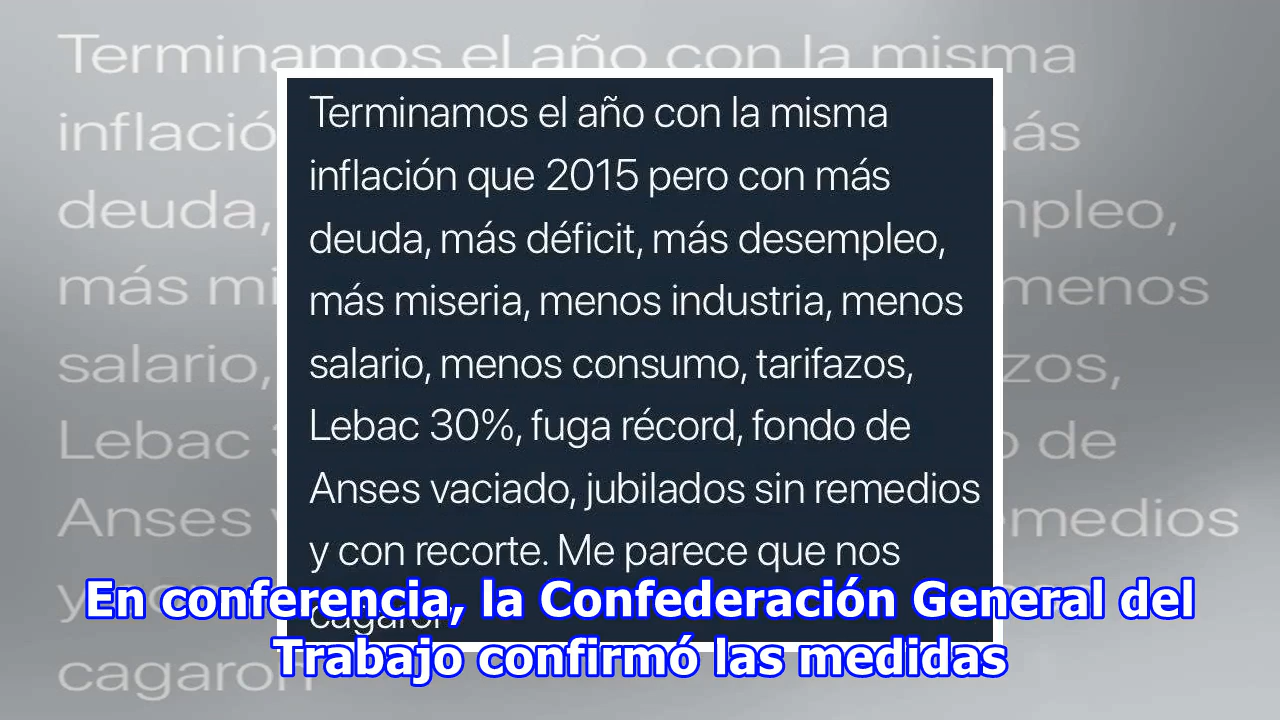 Terminamos el año con la misma
inflación que 2015 pero con más
deuda, más déficit, más desempleo,
más miseria, menos industria, menos
salario, menos consumo, tarifazos,
Lebac 30%, fuga récord, fondo de
Anses vaciado, jubilados sin remedios
y con recorte. Me parece que nos
cagaron
En conferencia, la Confederación General del
Trabajo confirmó las medidas